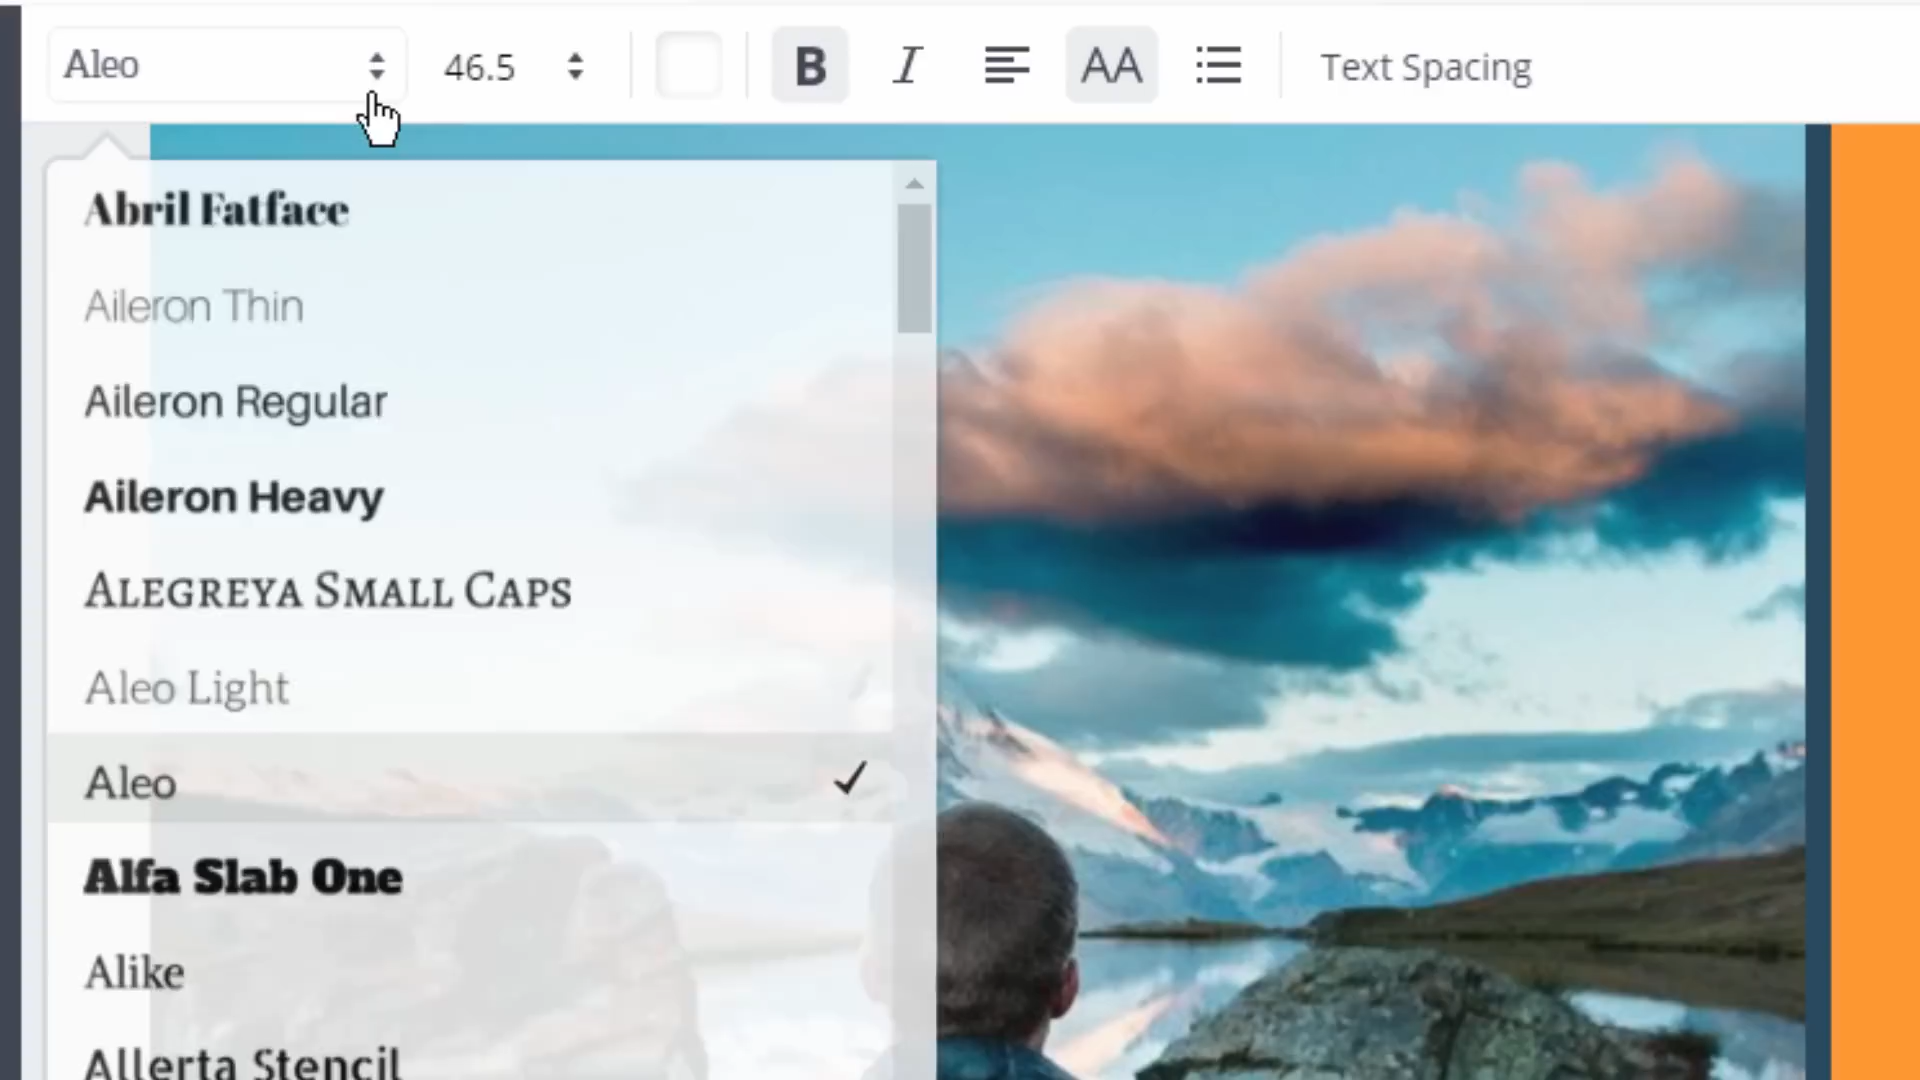 Aleo 46.5 B I AA Text Spacing
Abril Fatface
Aileron Thin
Aileron Regular
Aileron Heavy
Alegreya Small Caps
Aleo Light
Aleo
Alfa Slab One
Alike
Allerta Stencil